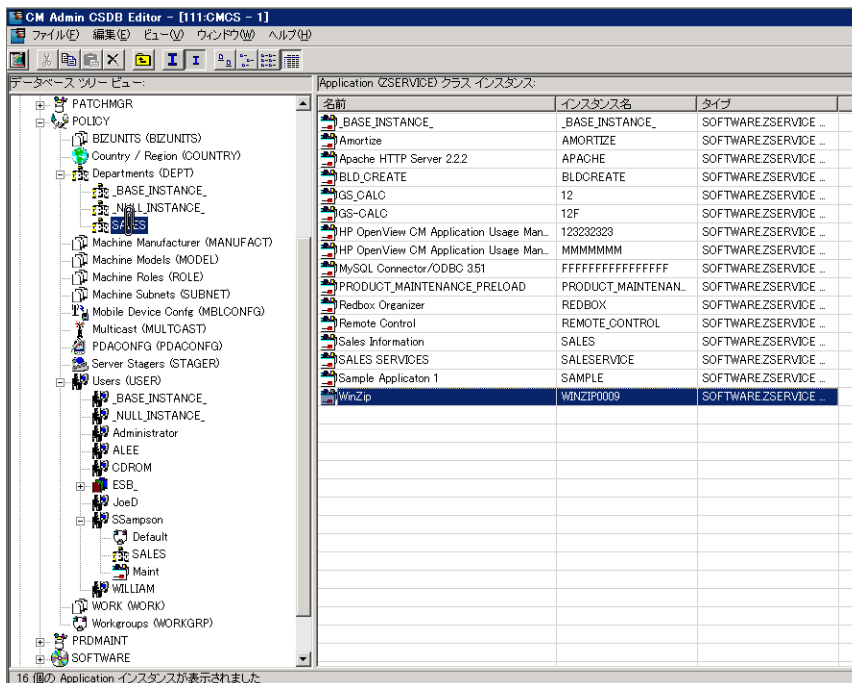 CM Admin CSDB Editor - [111:CMCS - 1]
ファイル(F) 編集(E) ビュー(V) ウィンドウ(W) ヘルプ(H)
データベース ツリー ビュー:
PATCHMGR
POLICY
BIZUNITS (BIZUNITS)
Country / Region (COUNTRY)
Departments (DEPT)
_BASE_INSTANCE_
_NULL_INSTANCE_
SALES
Machine Manufacturer (MANUFACT)
Machine Models (MODEL)
Machine Roles (ROLE)
Machine Subnets (SUBNET)
Mobile Device Confg (MBLCONFG)
Multicast (MULTCAST)
PDACONFG (PDACONFG)
Server Stagers (STAGER)
Users (USER)
_BASE_INSTANCE_
_NULL_INSTANCE_
Administrator
ALEE
CDROM
ESB_
JoeD
SSampson
Default
SALES
Maint
WILLIAM
WORK (WORK)
Workgroups (WORKGRP)
PRDMAINT
SOFTWARE
Application (ZSERVICE) クラス インスタンス:
名前 インスタンス名 タイプ
_BASE_INSTANCE_ _BASE_INSTANCE_ SOFTWARE.ZSERVICE ...
Amortize AMORTIZE SOFTWARE.ZSERVICE ...
Apache HTTP Server 2.2.2 APACHE SOFTWARE.ZSERVICE ...
BLD_CREATE BLDCREATE SOFTWARE.ZSERVICE ...
GS_CALC 12 SOFTWARE.ZSERVICE ...
GS-CALC 12F SOFTWARE.ZSERVICE ...
HP OpenView CM Application Usage Man... 123232323 SOFTWARE.ZSERVICE ...
HP OpenView CM Application Usage Man... MMMMMMM SOFTWARE.ZSERVICE ...
MySQL Connector/ODBC 3.51 FFFFFFFFFFFFFFFF SOFTWARE.ZSERVICE ...
PRODUCT_MAINTENANCE_PRELOAD PRODUCT_MAINTENAN... SOFTWARE.ZSERVICE ...
Redbox Organizer REDBOX SOFTWARE.ZSERVICE ...
Remote Control REMOTE_CONTROL SOFTWARE.ZSERVICE ...
Sales Information SALES SOFTWARE.ZSERVICE ...
SALES SERVICES SALESERVICE SOFTWARE.ZSERVICE ...
Sample Applicaton 1 SAMPLE SOFTWARE.ZSERVICE ...
WinZip WINZIP0009 SOFTWARE.ZSERVICE ...
16 個の Application インスタンスが表示されました